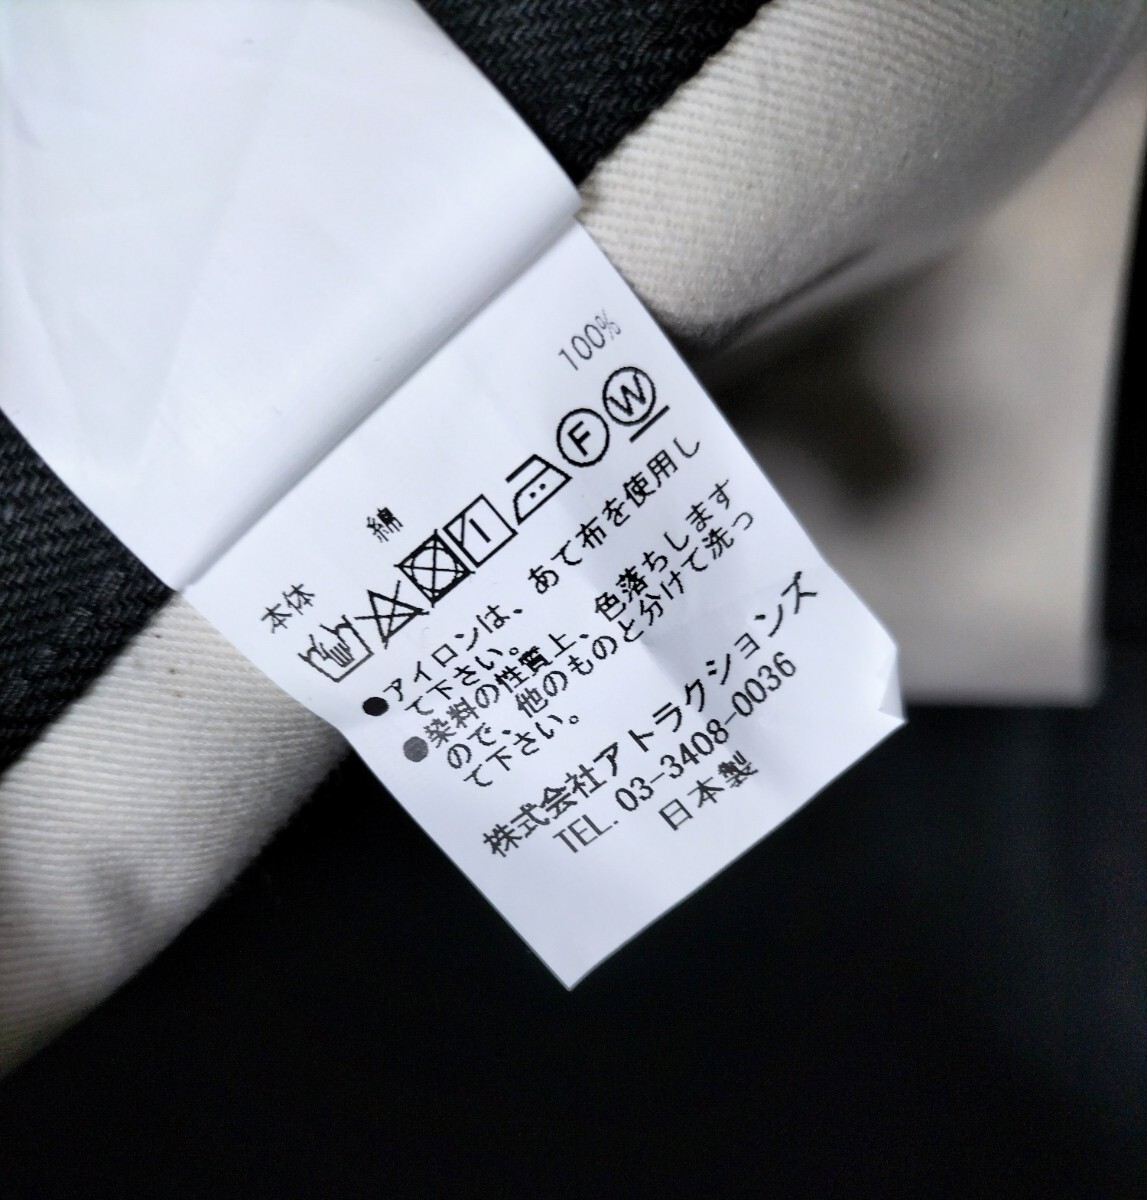 本体 綿 100%
F W
●アイロンは、あて布を使用し
て下さい。
●染料の性質上、色落ちします
ので、他のものと分けて洗っ
て下さい。
株式会社アトラクションズ
TEL. 03-3408-0036
日本製